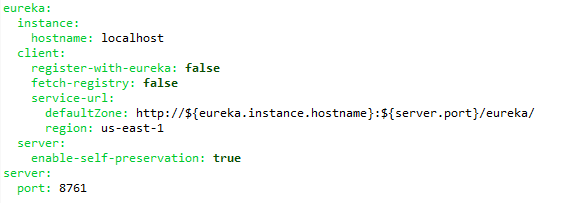 eureka:
  instance:
    hostname: localhost
  client:
    register-with-eureka: false
    fetch-registry: false
    service-url:
      defaultZone: http://${eureka.instance.hostname}:${server.port}/eureka/
      region: us-east-1
  server:
    enable-self-preservation: true
server:
  port: 8761